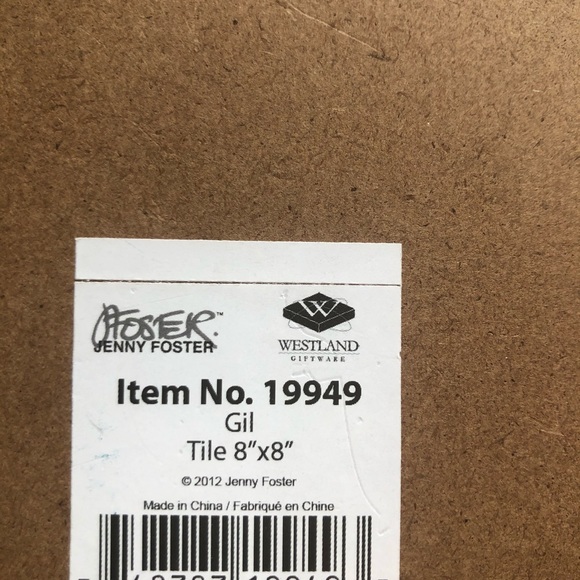 FOSTER.™
JENNY FOSTER
W
WESTLAND
GIFTWARE
Item No. 19949
Gil
Tile 8"x8"
© 2012 Jenny Foster
Made in China / Fabriqué en Chine